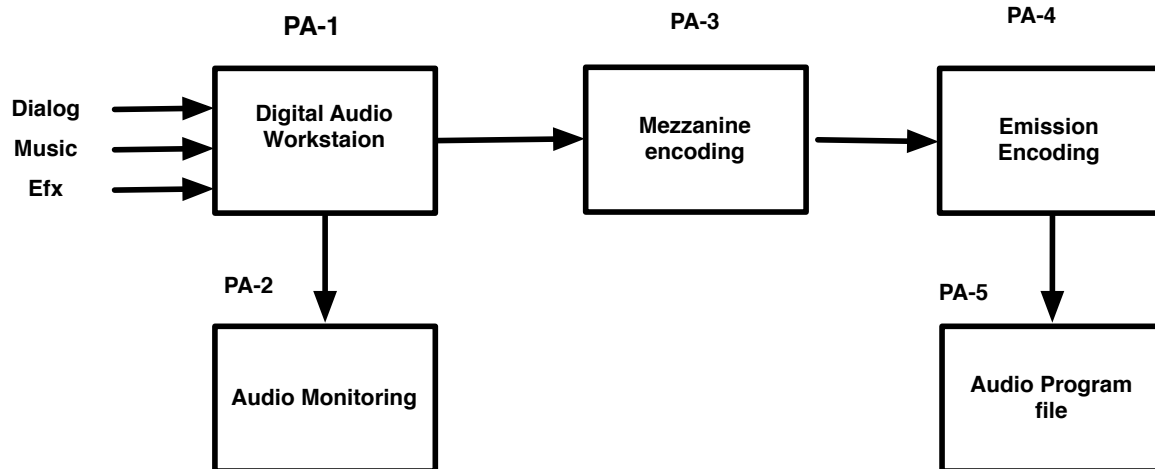 PA-1
PA-3
PA-4
Dialog
Music
Efx
Digital Audio
Workstaion
Mezzanine
encoding
Emission
Encoding
PA-2
PA-5
Audio Monitoring
Audio Program
file